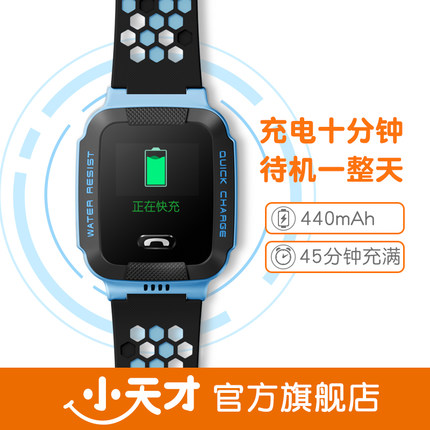 充电十分钟
待机一整天
440mAh
45分钟充满
WATER RESIST
QUICK CHARGE
正在快充
小天才 官方旗舰店